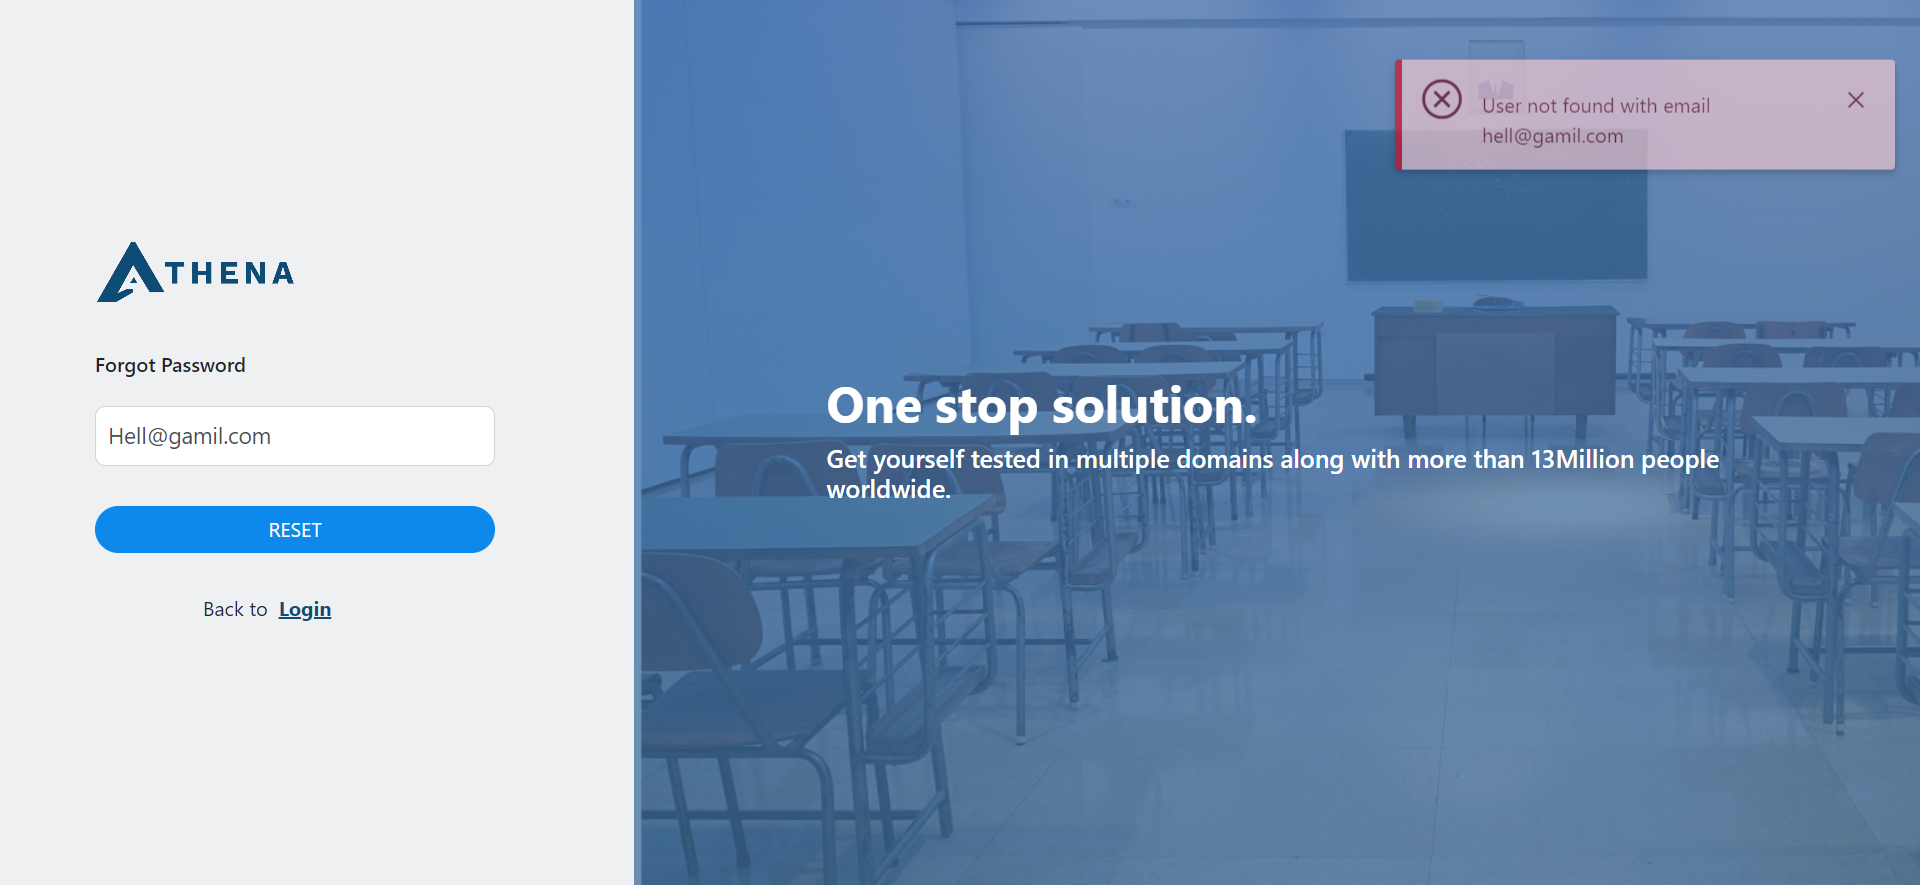 ATHENA
Forgot Password
Hell@gamil.com
RESET
Back to Login
User not found with email
hell@gamil.com
One stop solution.
Get yourself tested in multiple domains along with more than 13Million people
worldwide.